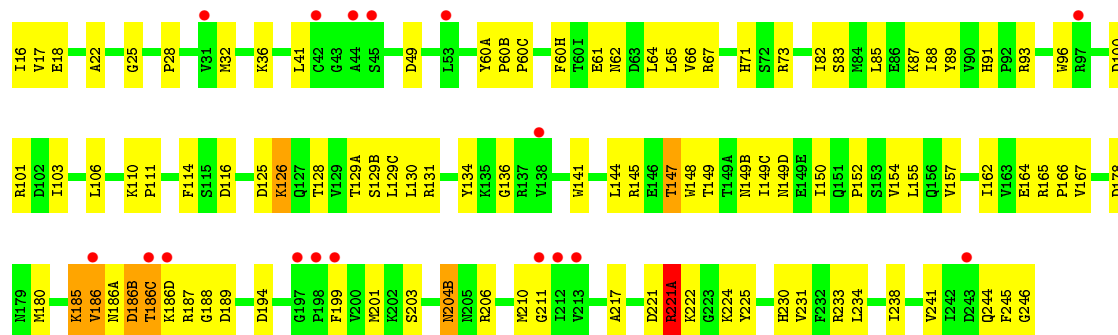 I16 V17 E18 A22 G25 P28 V31 M32 K36 L41 C42 G43 A44 S45 D49 L53 Y60A P60B P60C F60H T60I E61 N62 D63 L64 L65 V66 R67 H71 S72 R73 I82 S83 M84 L85 E86 K87 I88 Y89 V90 H91 P92 R93 W96 R97 D100
R101 D102 I103 L106 K110 P111 F114 S115 D116 D125 K126 Q127 T128 V129 T129A S129B L129C L130 R131 Y134 K135 G136 R137 V138 W141 L144 R145 E146 T147 W148 T149 T149A N149B I149C N149D E149E I150 Q151 P152 S153 V154 L155 Q156 V157 I162 V163 E164 R165 P166 V167 D178
N179 M180 K185 V186 N186A D186B T186C K186D R187 G188 D189 D194 G197 P198 F199 V200 M201 K202 S203 N204B N205 R206 M210 G211 I212 V213 A217 D221 R221A K222 G223 K224 Y225 H230 V231 F232 R233 L234 I238 V241 I242 D243 Q244 F245 G246